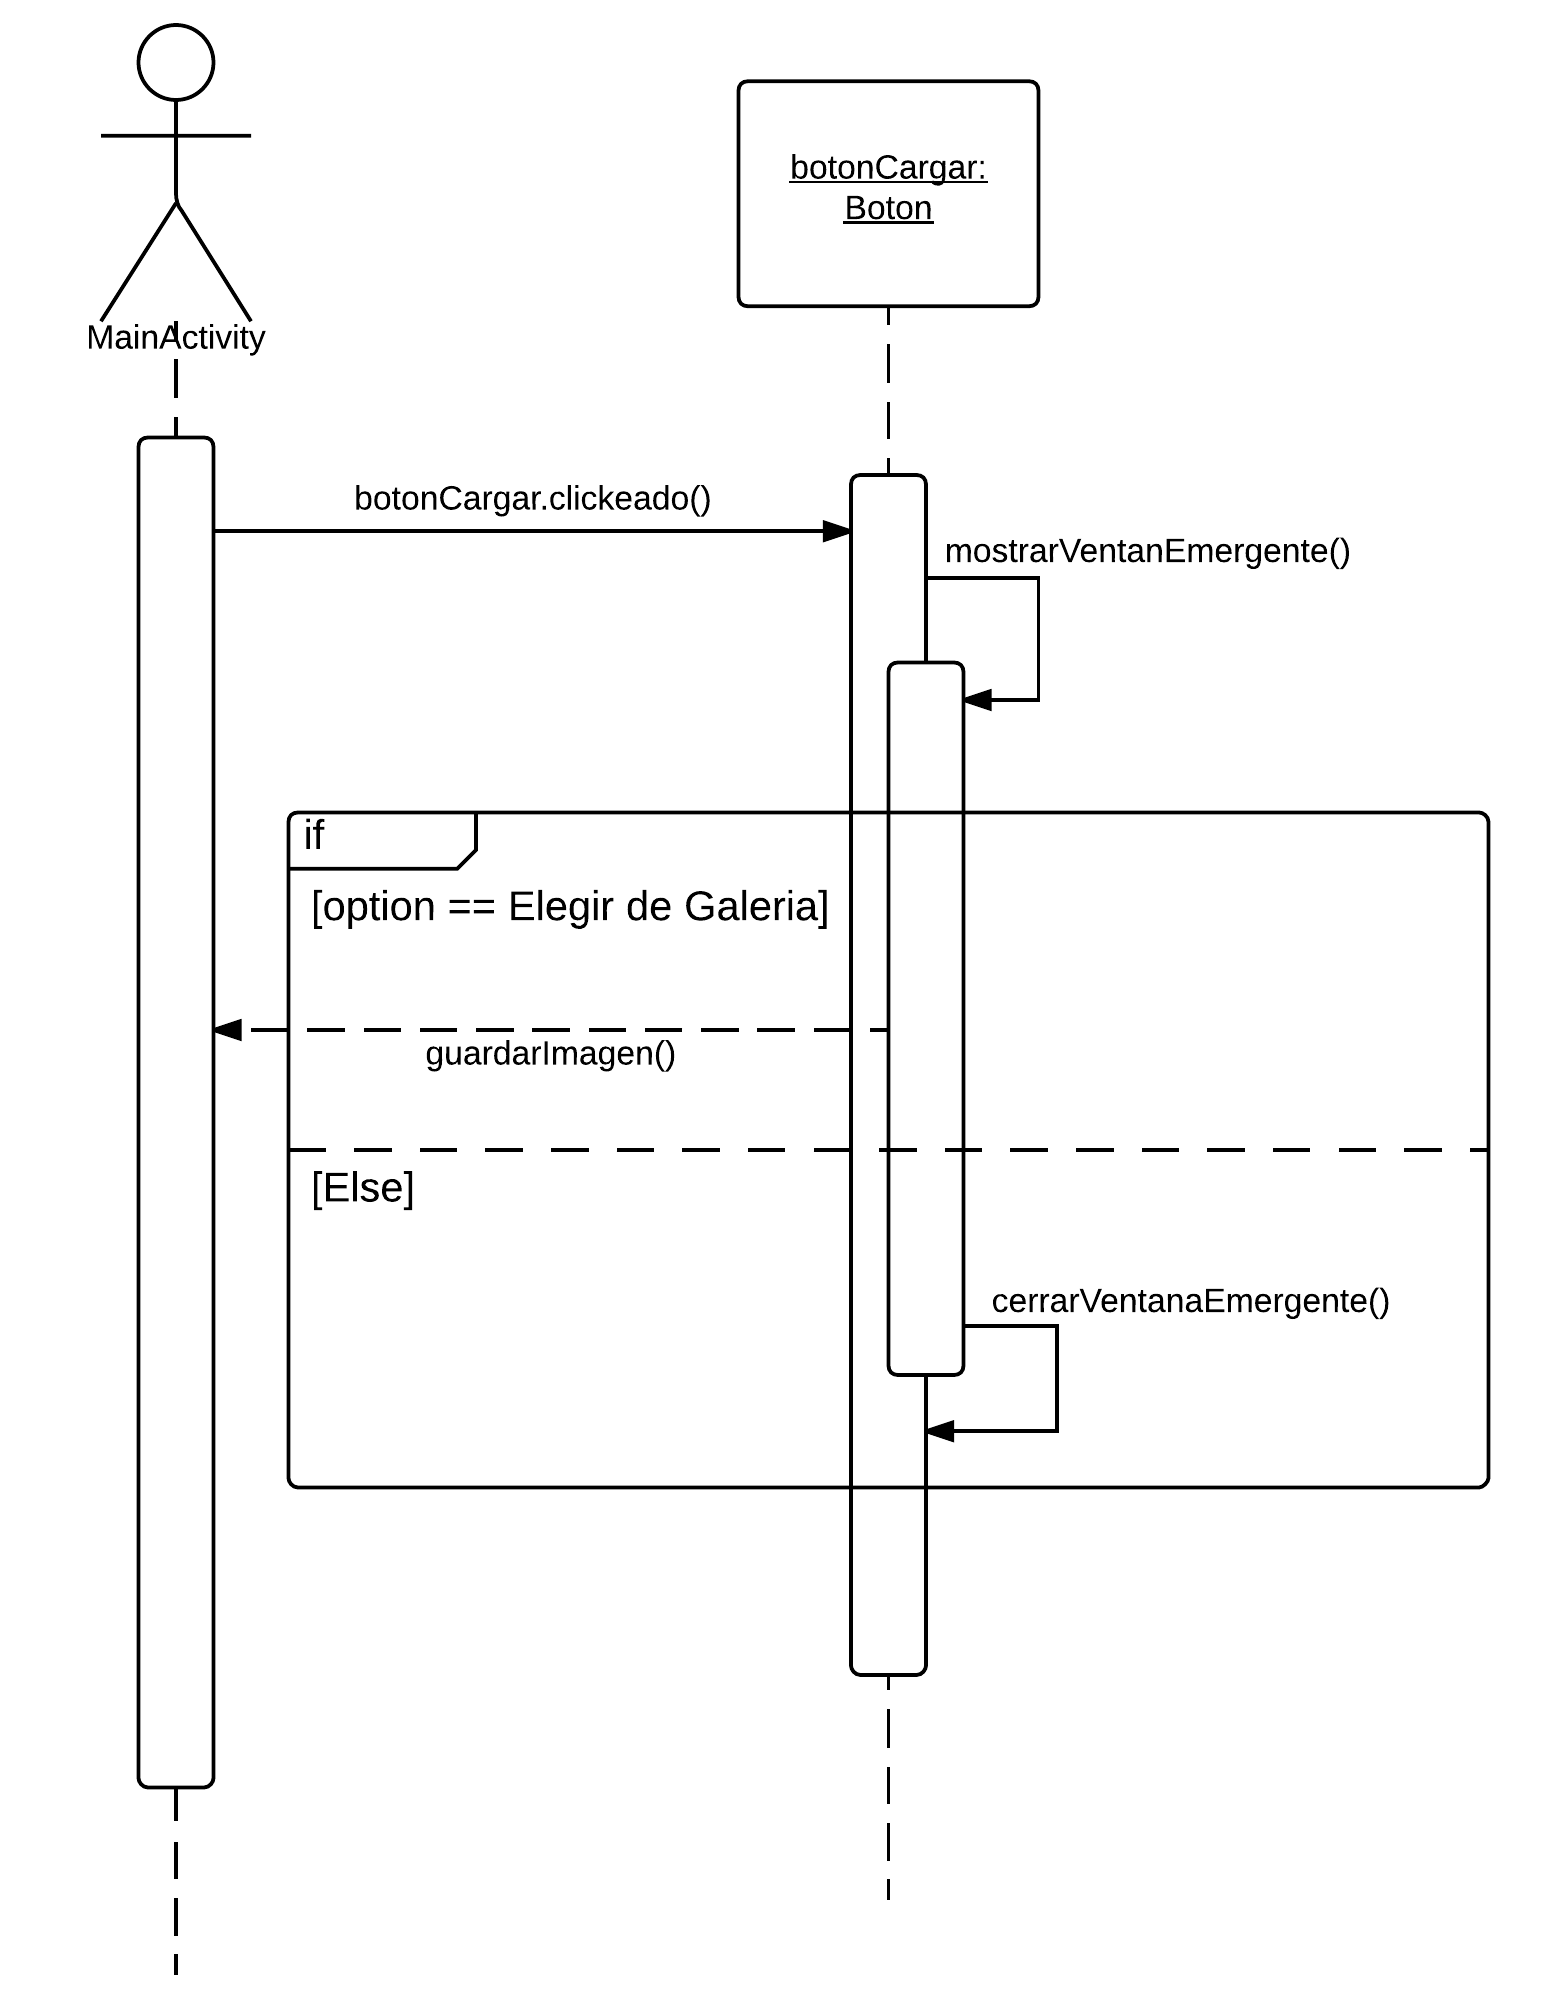 botonCargar:
Boton
MainActivity
botonCargar.clickeado()
mostrarVentanEmergente()
if
[option == Elegir de Galeria]
guardarImagen()
[Else]
cerrarVentanaEmergente()